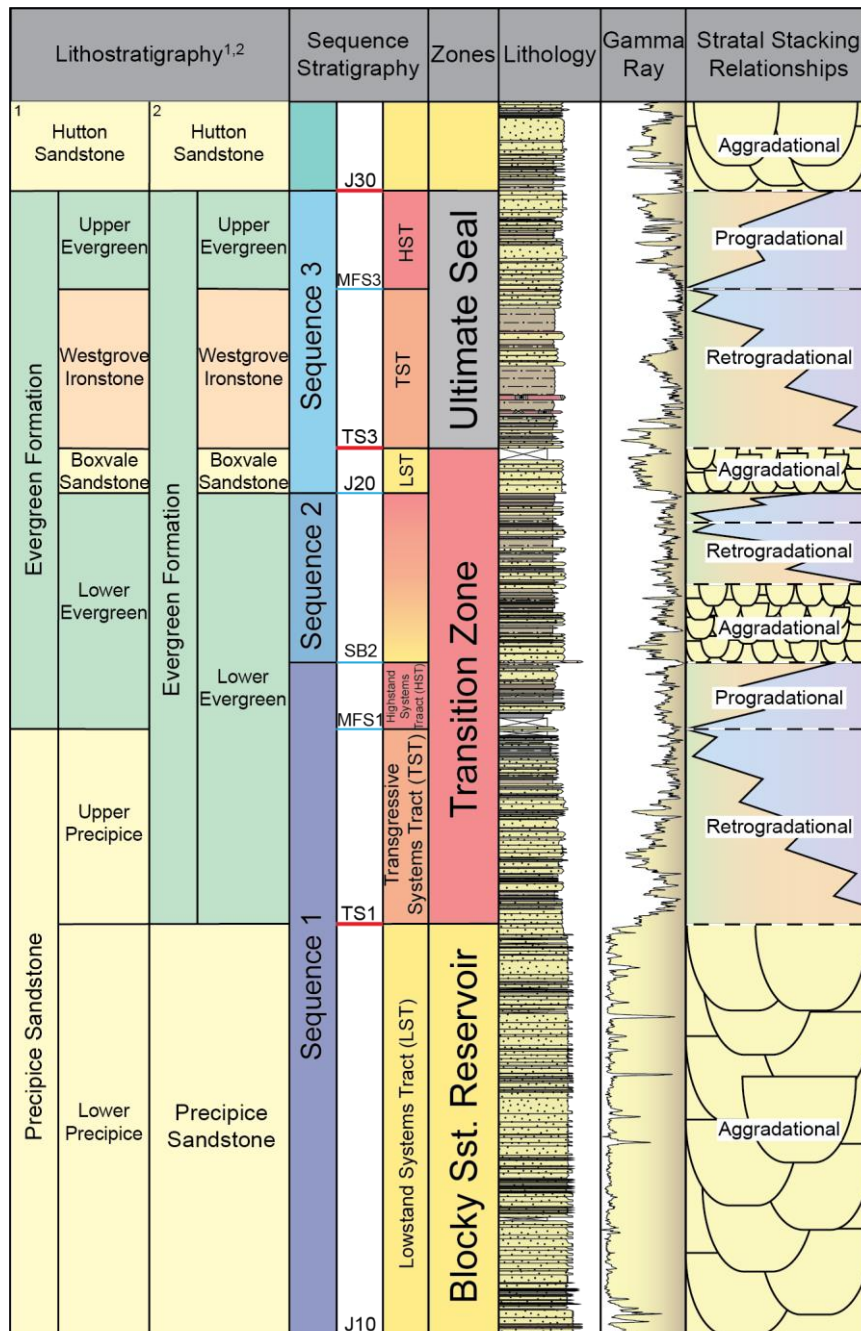 Lithostratigraphy1,2
Sequence
Stratigraphy
Zones
Lithology
Gamma
Ray
Stratal Stacking
Relationships
1
Hutton
Sandstone
2
Hutton
Sandstone
Aggradational
J30
Evergreen Formation
Upper
Evergreen
Evergreen Formation
Upper
Evergreen
Sequence 3
HST
Ultimate Seal
Progradational
MFS3
Westgrove
Ironstone
Westgrove
Ironstone
TST
Retrogradational
TS3
Boxvale
Sandstone
Boxvale
Sandstone
LST
Transition Zone
Aggradational
J20
Lower
Evergreen
Lower
Evergreen
Sequence 2
Retrogradational
Aggradational
SB2
Sequence 1
Highstand
Systems
Traact (HST)
Progradational
MFS1
Precipice Sandstone
Upper
Precipice
Transgressive
Systems Tract (TST)
Retrogradational
TS1
Lower
Precipice
Precipice
Sandstone
Lowstand Systems Tract (LST)
Blocky Sst. Reservoir
Aggradational
J10